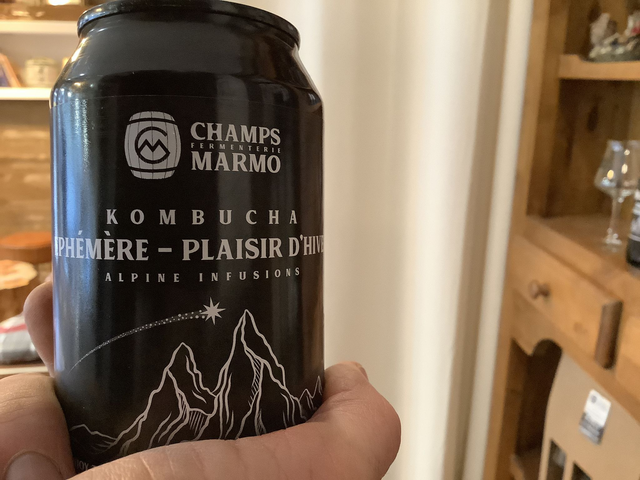 CHAMPS
FERMENTERIE
MARMO
KOMBUCHA
PHÉMÈRE – PLAISIR D'HIVE
ALPINE INFUSIONS